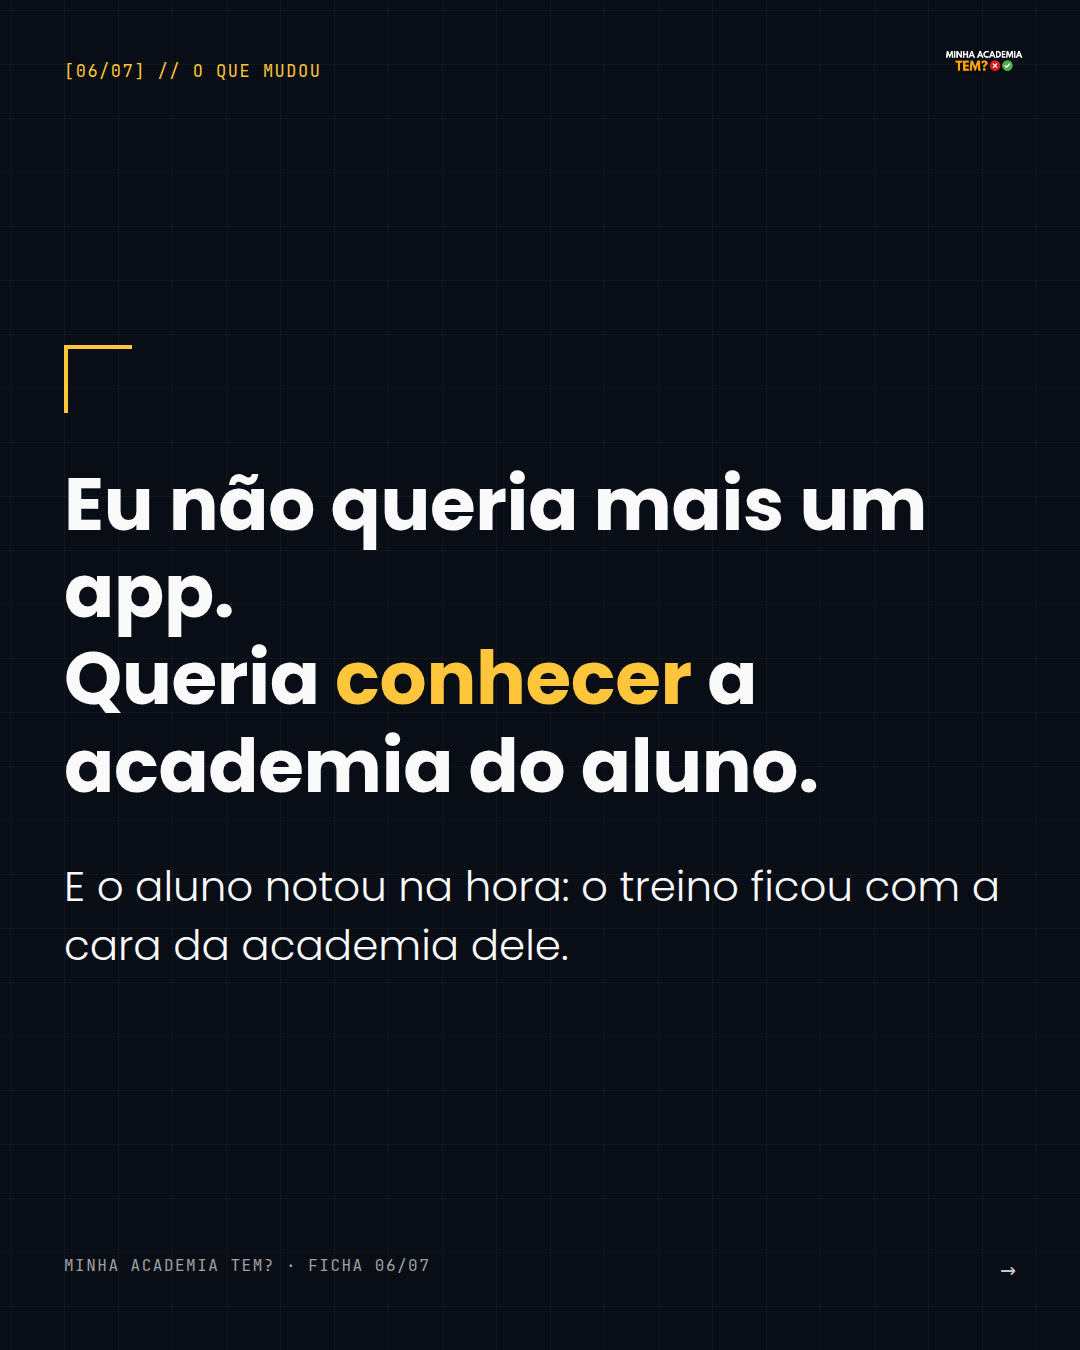 [06/07] // O QUE MUDOU
MINHA ACADEMIA
TEM?
Eu não queria mais um
app.
Queria conhecer a
academia do aluno.
E o aluno notou na hora: o treino ficou com a
cara da academia dele.
MINHA ACADEMIA TEM? · FICHA 06/07
→